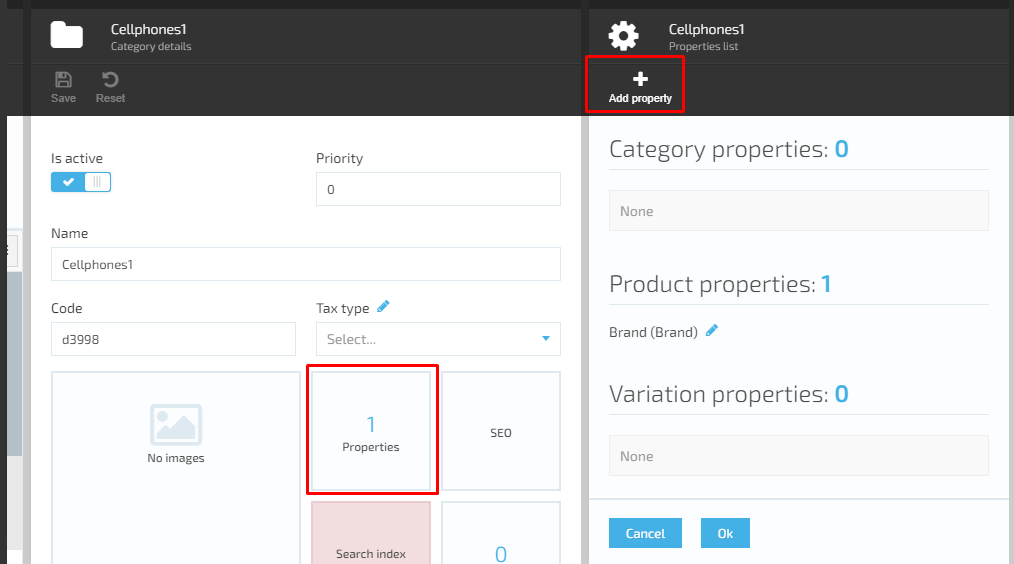 Cellphones1
Category details
Save
Reset
Is active
Priority
0
Name
Cellphones1
Code
Tax type
d3998
Select...
No images
1
Properties
SEO
Search index
0
Cellphones1
Properties list
Add property
Category properties: 0
None
Product properties: 1
Brand (Brand)
Variation properties: 0
None
Cancel
Ok